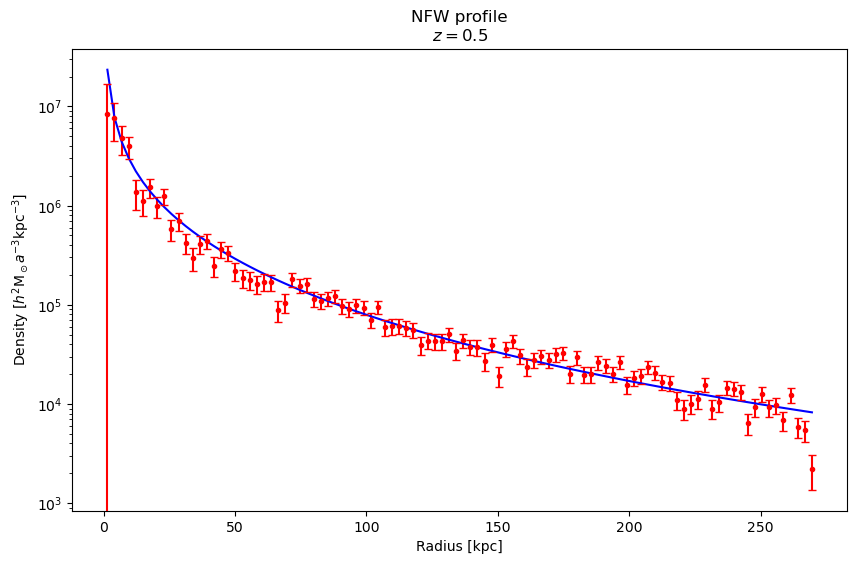 NFW profile
z = 0.5
Density [h²M⊙a⁻³kpc⁻³]
10⁷
10⁶
10⁵
10⁴
10³
0 50 100 150 200 250
Radius [kpc]